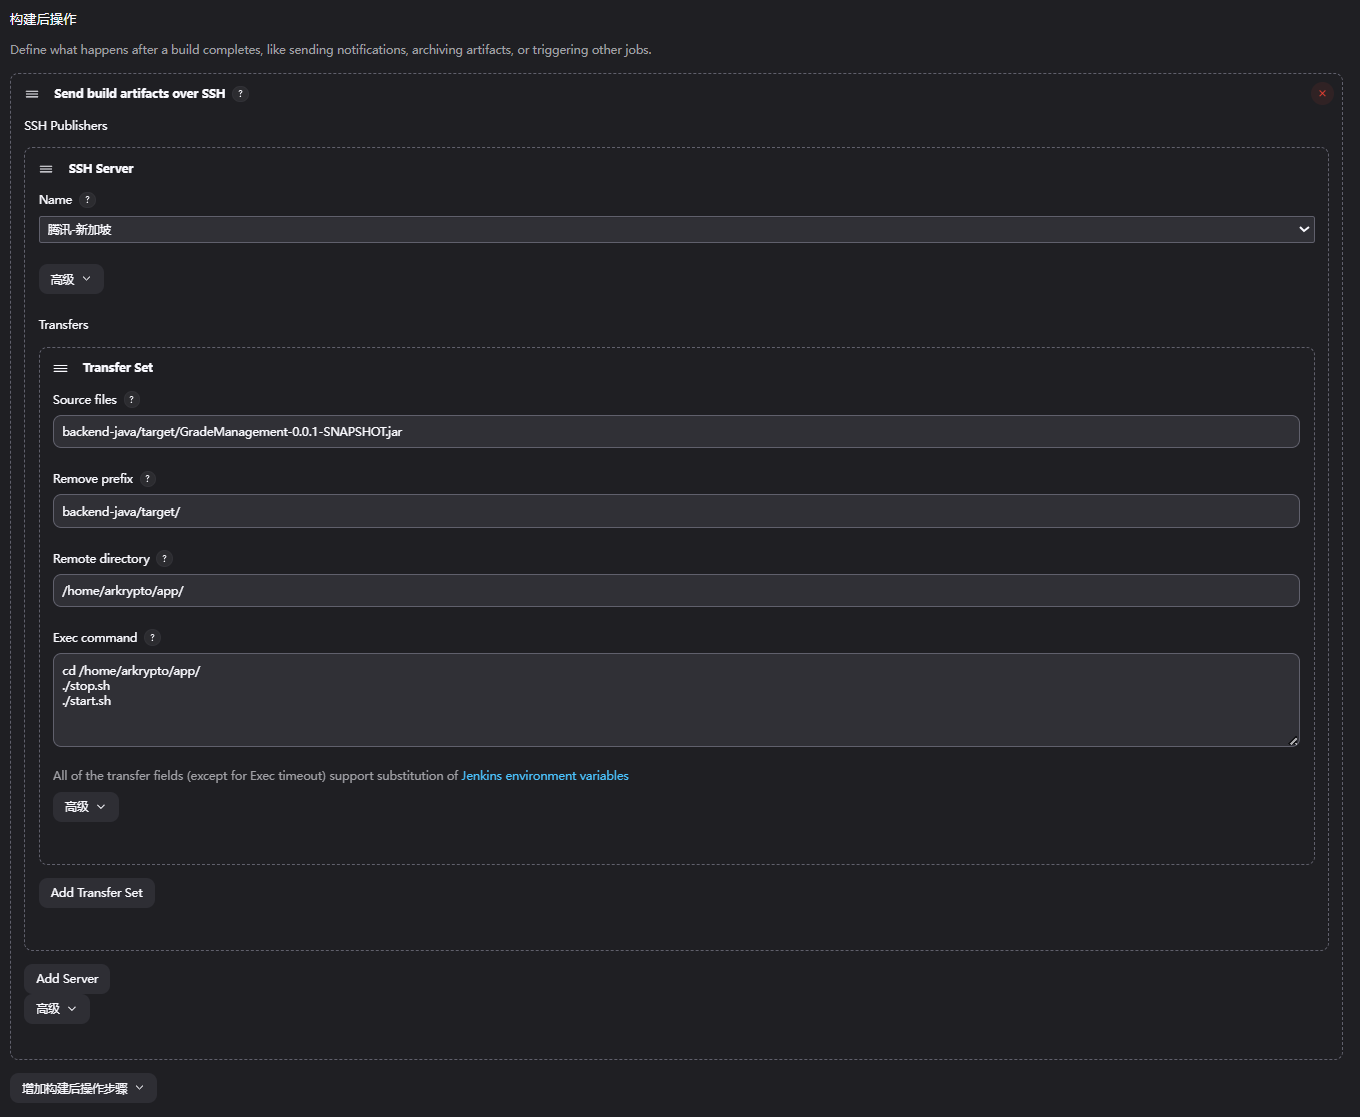 构建后操作
Define what happens after a build completes, like sending notifications, archiving artifacts, or triggering other jobs.
Send build artifacts over SSH ?
SSH Publishers
SSH Server
Name ?
腾讯-新加坡
高级
Transfers
Transfer Set
Source files ?
backend-java/target/GradeManagement-0.0.1-SNAPSHOT.jar
Remove prefix ?
backend-java/target/
Remote directory ?
/home/arkrypto/app/
Exec command ?
cd /home/arkrypto/app/
./stop.sh
./start.sh
All of the transfer fields (except for Exec timeout) support substitution of Jenkins environment variables
高级
Add Transfer Set
Add Server
高级
增加构建后操作步骤